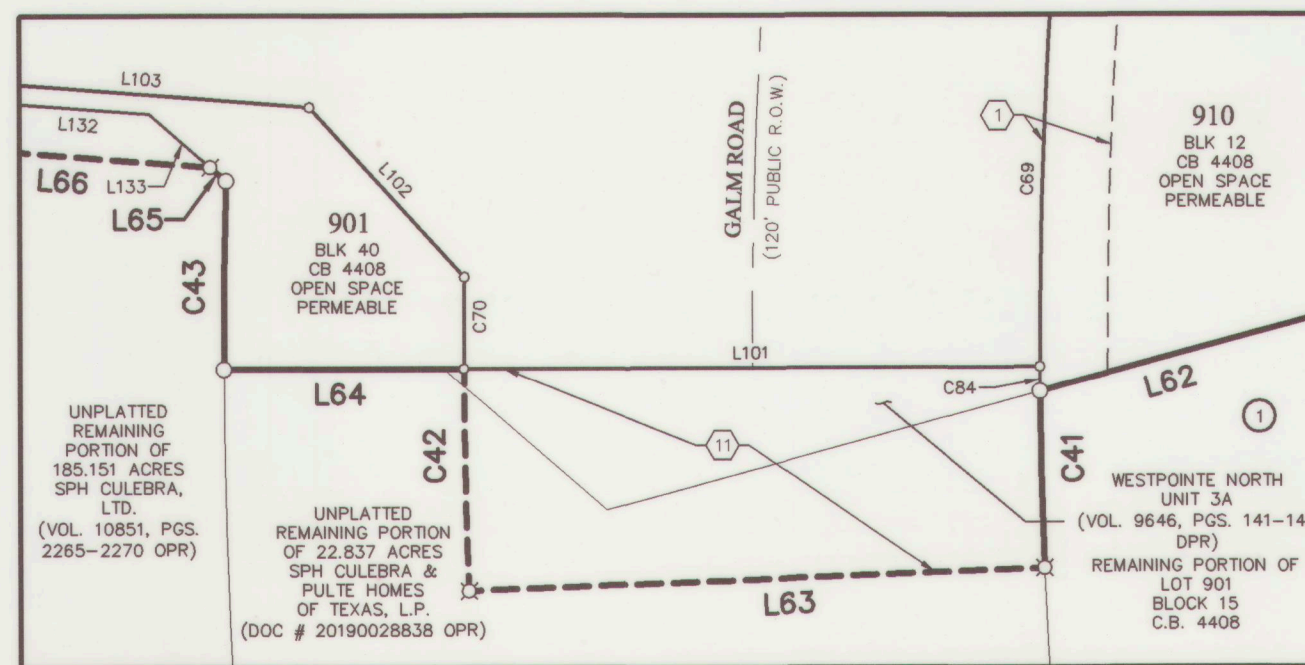 L103
L132
L66
L133
L65
L102
901
BLK 40
CB 4408
OPEN SPACE
PERMEABLE
C43
C70
L64
GALM ROAD
(120' PUBLIC R.O.W.)
L101
1
C69
910
BLK 12
CB 4408
OPEN SPACE
PERMEABLE
C84
L62
1
C42
11
C41
L63
UNPLATTED
REMAINING
PORTION OF
185.151 ACRES
SPH CULEBRA,
LTD.
(VOL. 10851, PGS.
2265-2270 OPR)
UNPLATTED
REMAINING PORTION
OF 22.837 ACRES
SPH CULEBRA &
PULTE HOMES
OF TEXAS, L.P.
(DOC # 20190028838 OPR)
WESTPOINTE NORTH
UNIT 3A
(VOL. 9646, PGS. 141-14
DPR)
REMAINING PORTION OF
LOT 901
BLOCK 15
C.B. 4408